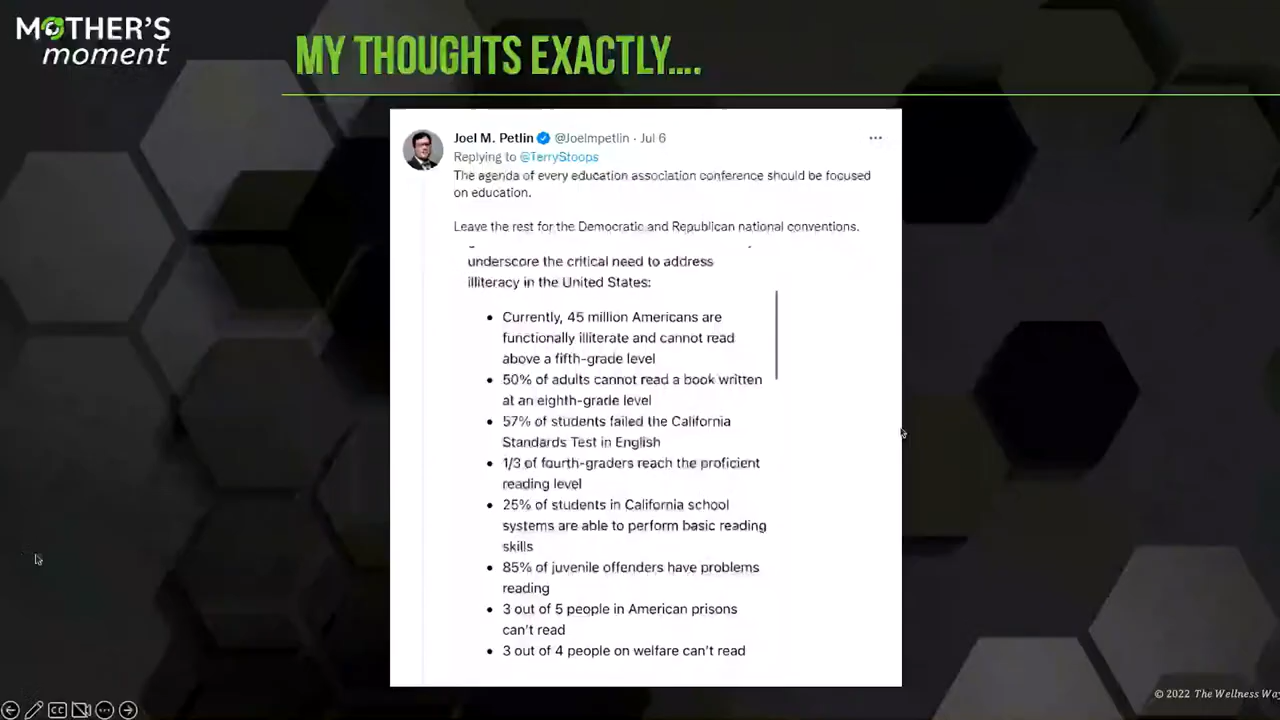 MOTHER'S
moment
MY THOUGHTS EXACTLY....
Joel M. Petlin @Joelmpetlin · Jul 6
Replying to @TerryStoops
The agenda of every education association conference should be focused
on education.
Leave the rest for the Democratic and Republican national conventions.
underscore the critical need to address
illiteracy in the United States:
• Currently, 45 million Americans are
functionally illiterate and cannot read
above a fifth-grade level
• 50% of adults cannot read a book written
at an eighth-grade level
• 57% of students failed the California
Standards Test in English
• 1/3 of fourth-graders reach the proficient
reading level
• 25% of students in California school
systems are able to perform basic reading
skills
• 85% of juvenile offenders have problems
reading
• 3 out of 5 people in American prisons
can't read
• 3 out of 4 people on welfare can't read
© 2022 The Wellness Way
CC